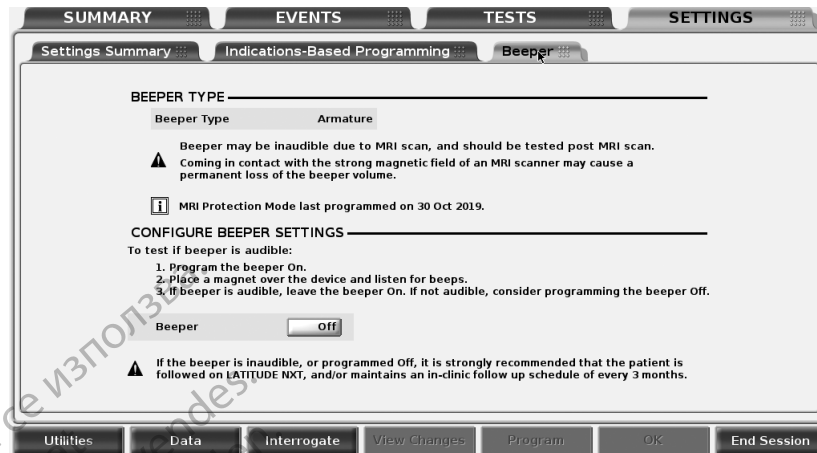 SUMMARY EVENTS TESTS SETTINGS
Settings Summary Indications-Based Programming Beeper
BEEPER TYPE
Beeper Type Armature
Beeper may be inaudible due to MRI scan, and should be tested post MRI scan.
Coming in contact with the strong magnetic field of an MRI scanner may cause a
permanent loss of the beeper volume.
i MRI Protection Mode last programmed on 30 Oct 2019.
CONFIGURE BEEPER SETTINGS
To test if beeper is audible:
1. Program the beeper On.
2. Place a magnet over the device and listen for beeps.
3. If beeper is audible, leave the beeper On. If not audible, consider programming the beeper Off.
Beeper Off
If the beeper is inaudible, or programmed Off, it is strongly recommended that the patient is
followed on LATITUDE NXT, and/or maintains an in-clinic follow up schedule of every 3 months.
се използва.
Utilities Data Interrogate View Changes Program OK End Session